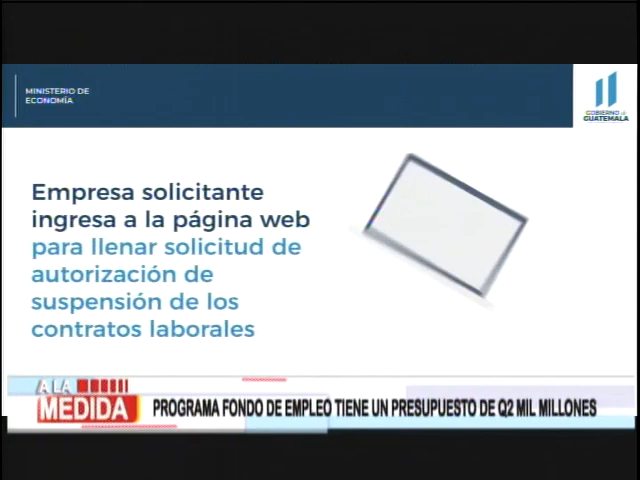 MINISTERIO DE
ECONOMÍA
GOBIERNO de
GUATEMALA
Empresa solicitante
ingresa a la página web
para llenar solicitud de
autorización de
suspensión de los
contratos laborales
A LA
MEDIDA
PROGRAMA FONDO DE EMPLEO TIENE UN PRESUPUESTO DE Q2 MIL MILLONES